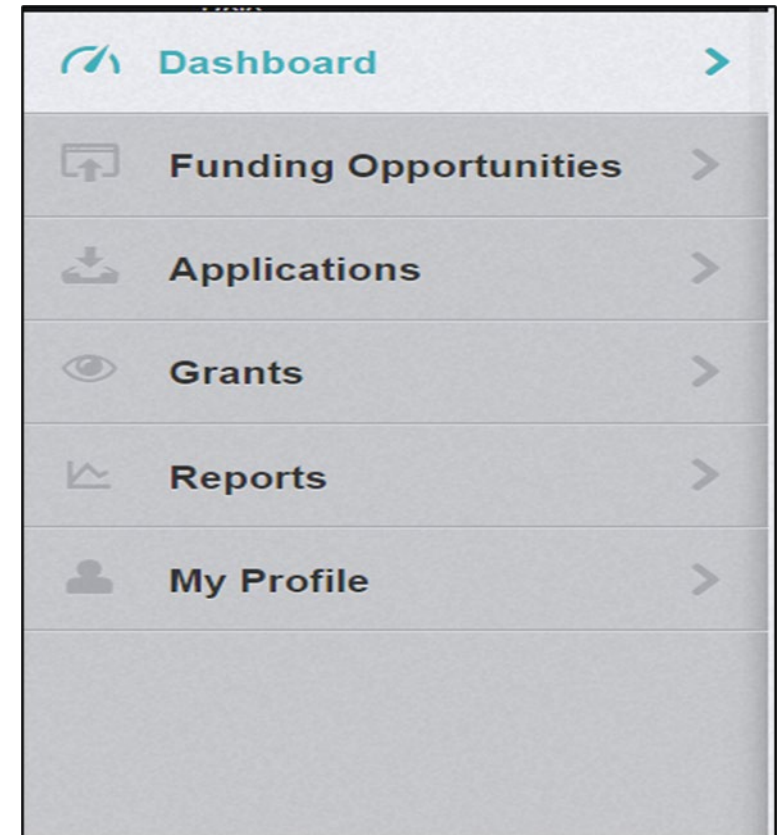 Dashboard
Funding Opportunities
Applications
Grants
Reports
My Profile